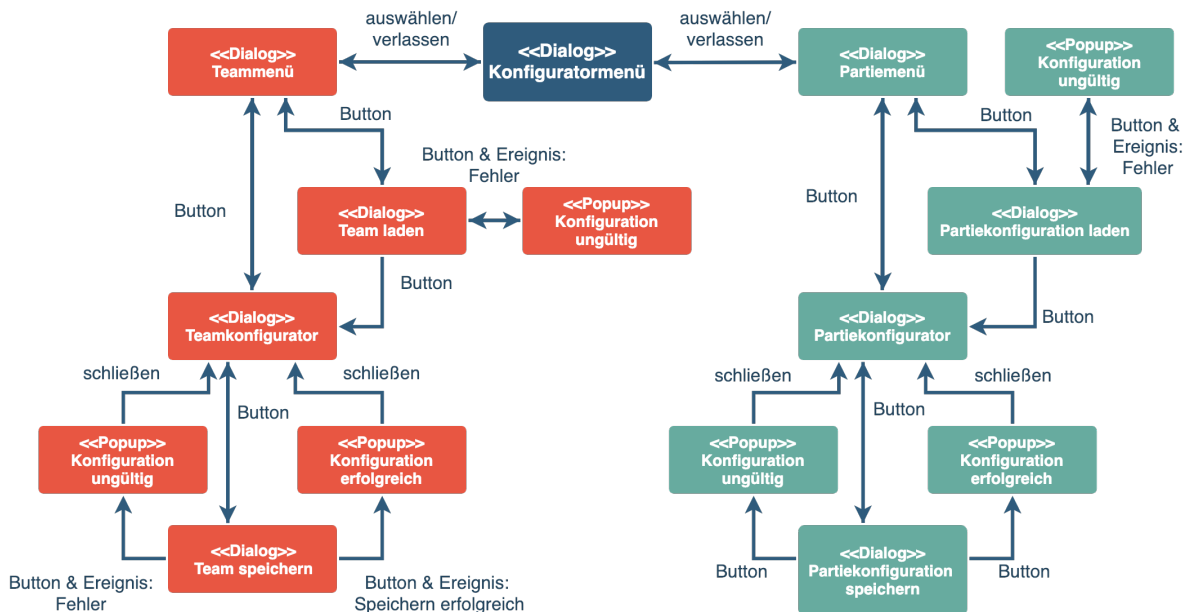 auswählen/
verlassen
auswählen/
verlassen
<<Dialog>>
Teammenü
<<Dialog>>
Konfiguratormenü
<<Dialog>>
Partiemenü
<<Popup>>
Konfiguration
ungültig
Button
Button
Button & Ereignis:
Fehler
Button &
Ereignis:
Fehler
Button
Button
<<Dialog>>
Team laden
<<Popup>>
Konfiguration
ungültig
<<Dialog>>
Partiekonfiguration laden
Button
Button
<<Dialog>>
Teamkonfigurator
<<Dialog>>
Partiekonfigurator
schließen
schließen
schließen
schließen
Button
Button
<<Popup>>
Konfiguration
ungültig
<<Popup>>
Konfiguration
erfolgreich
<<Popup>>
Konfiguration
ungültig
<<Popup>>
Konfiguration
erfolgreich
<<Dialog>>
Team speichern
<<Dialog>>
Partiekonfiguration
speichern
Button & Ereignis:
Fehler
Button & Ereignis:
Speichern erfolgreich
Button
Button